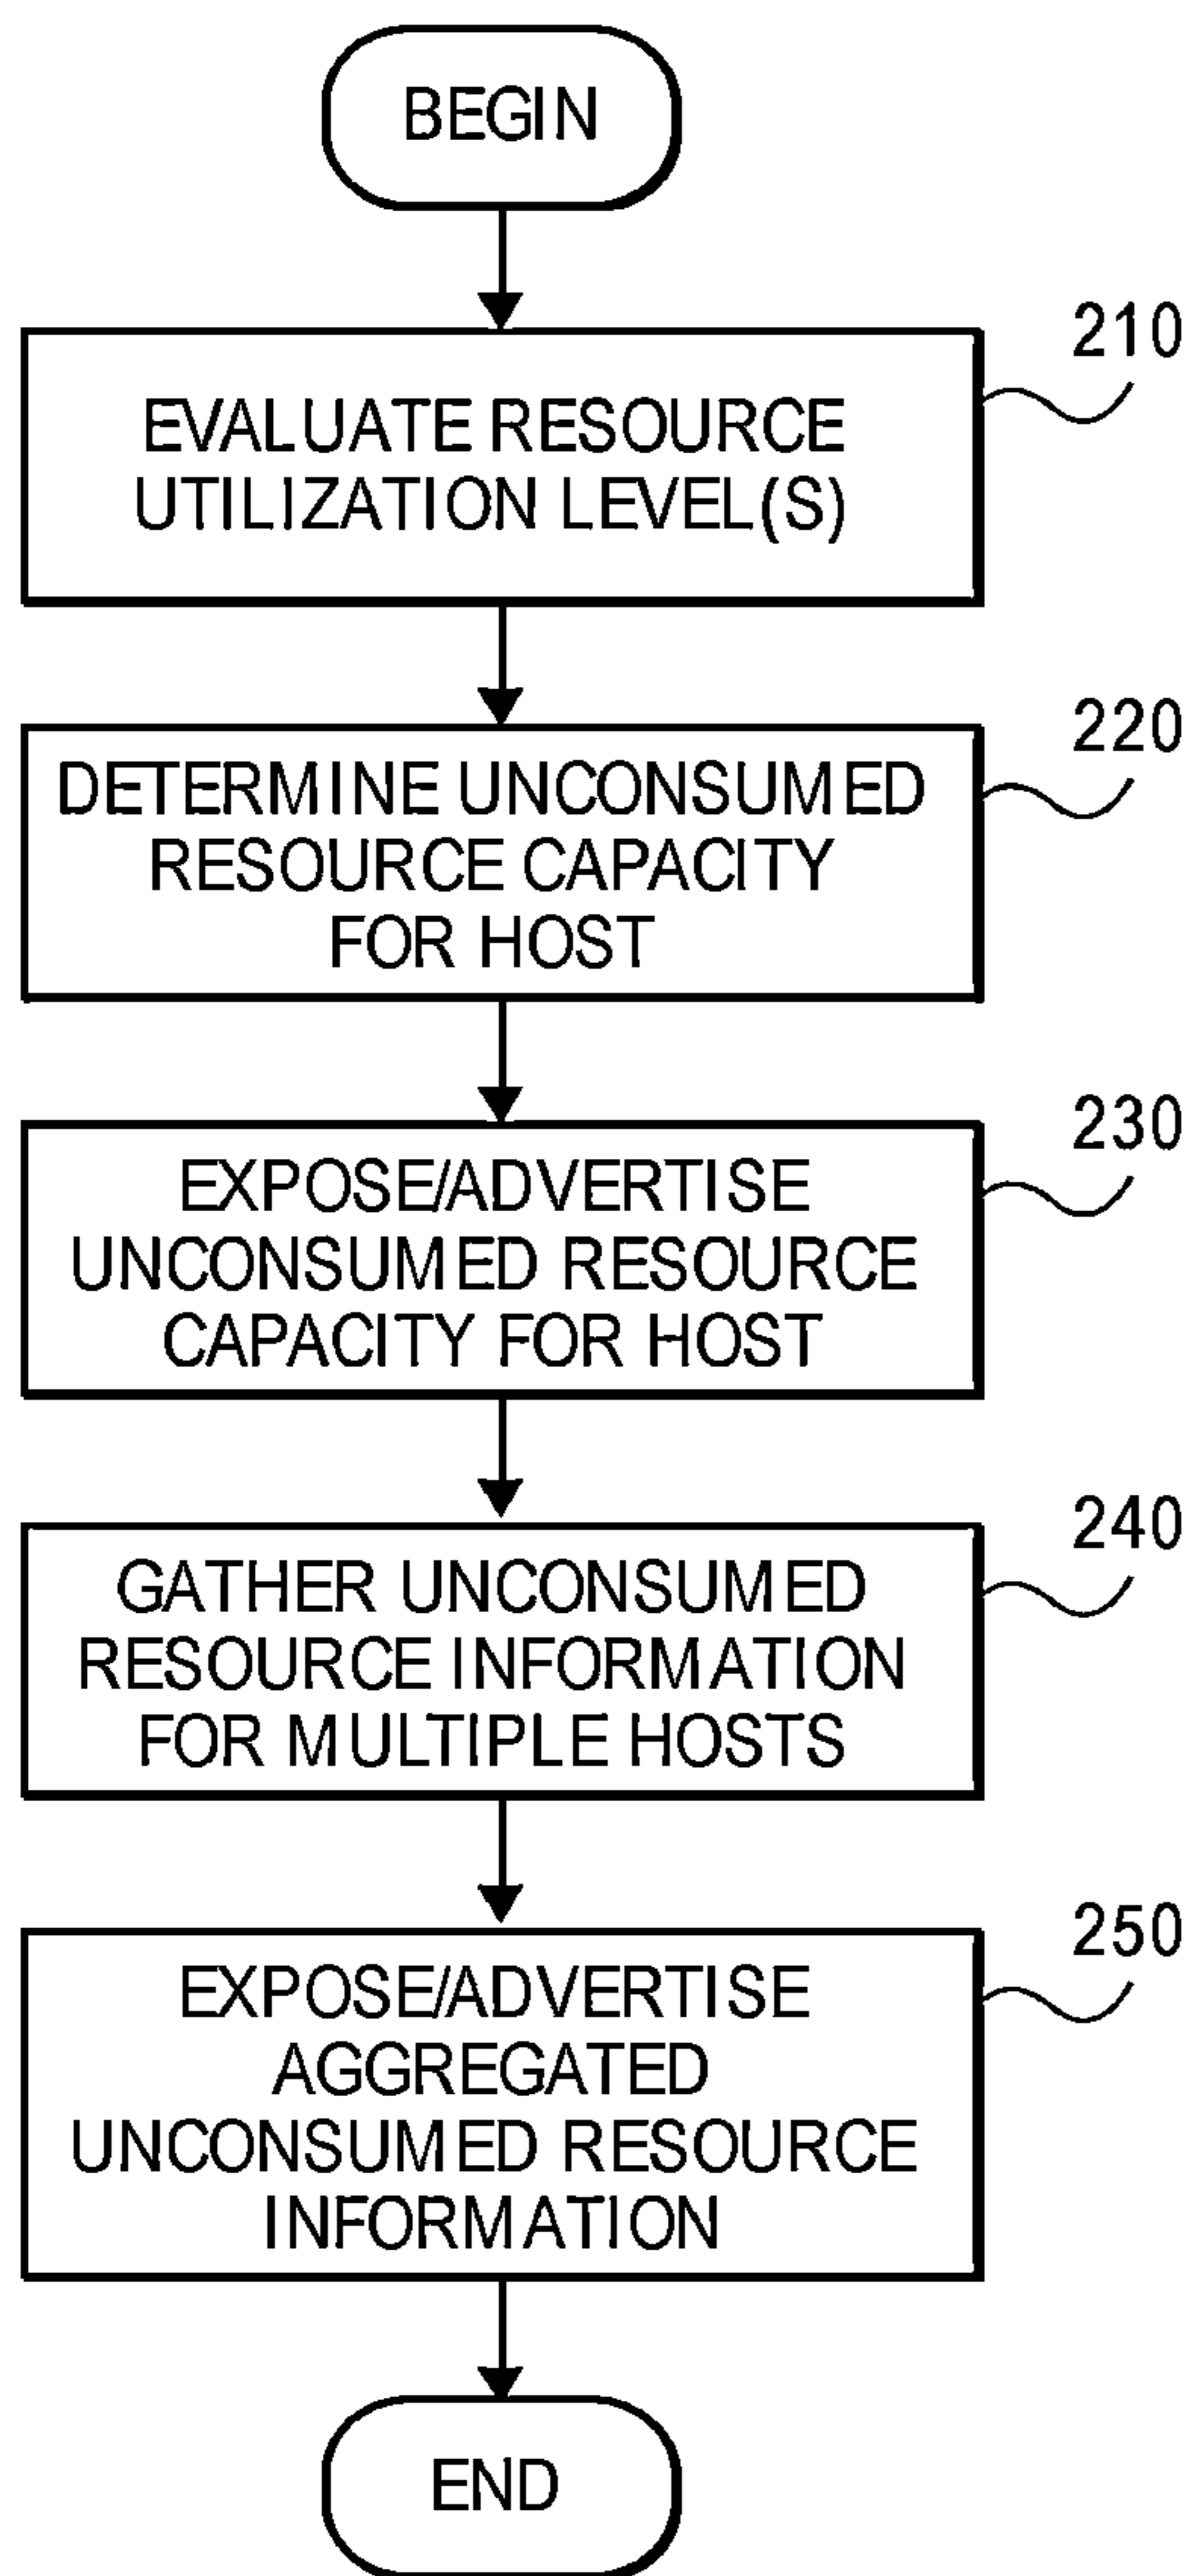 BEGIN
210
EVALUATE RESOURCE
UTILIZATION LEVEL(S)
220
DETERMINE UNCONSUMED
RESOURCE CAPACITY
FOR HOST
230
EXPOSE/ADVERTISE
UNCONSUMED RESOURCE
CAPACITY FOR HOST
240
GATHER UNCONSUMED
RESOURCE INFORMATION
FOR MULTIPLE HOSTS
250
EXPOSE/ADVERTISE
AGGREGATED
UNCONSUMED RESOURCE
INFORMATION
END